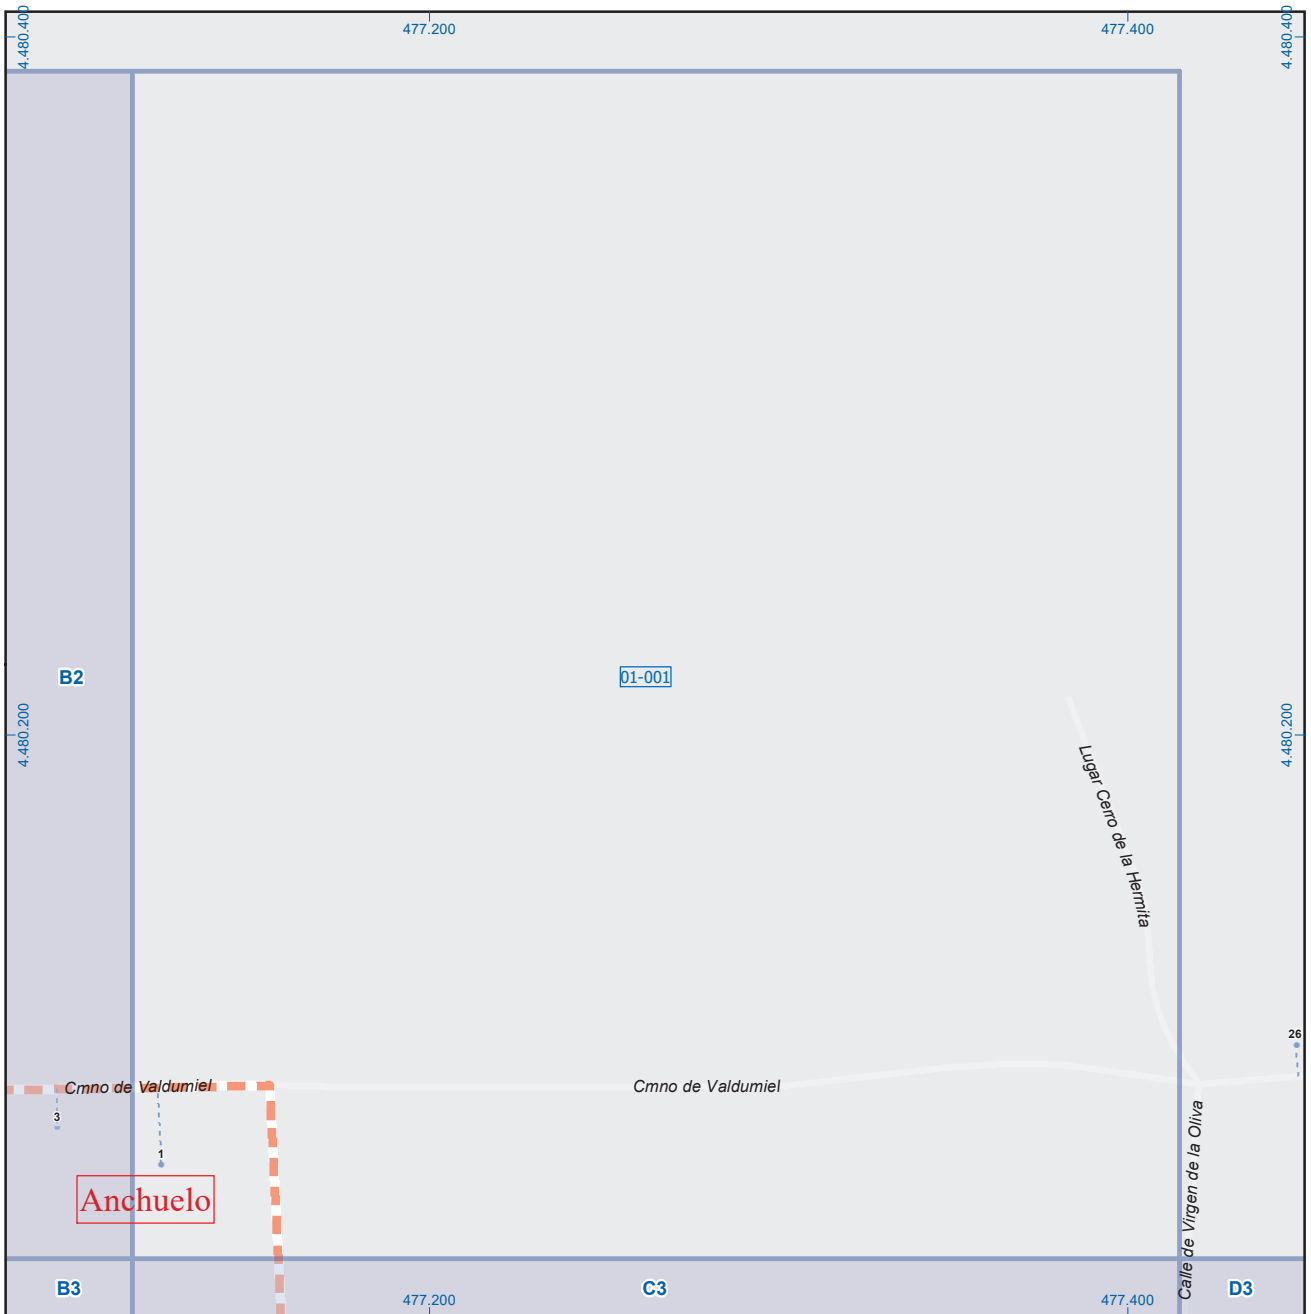 4.480.400
477.200
477.400
4.480.400
B2
01-001
4.480.200
4.480.200
Lugar Cerro de la Hermita
26
Cmno de Valdumiel
Cmno de Valdumiel
3
1
Anchuelo
Calle de Virgen de la Oliva
B3
C3
D3
477.200
477.400